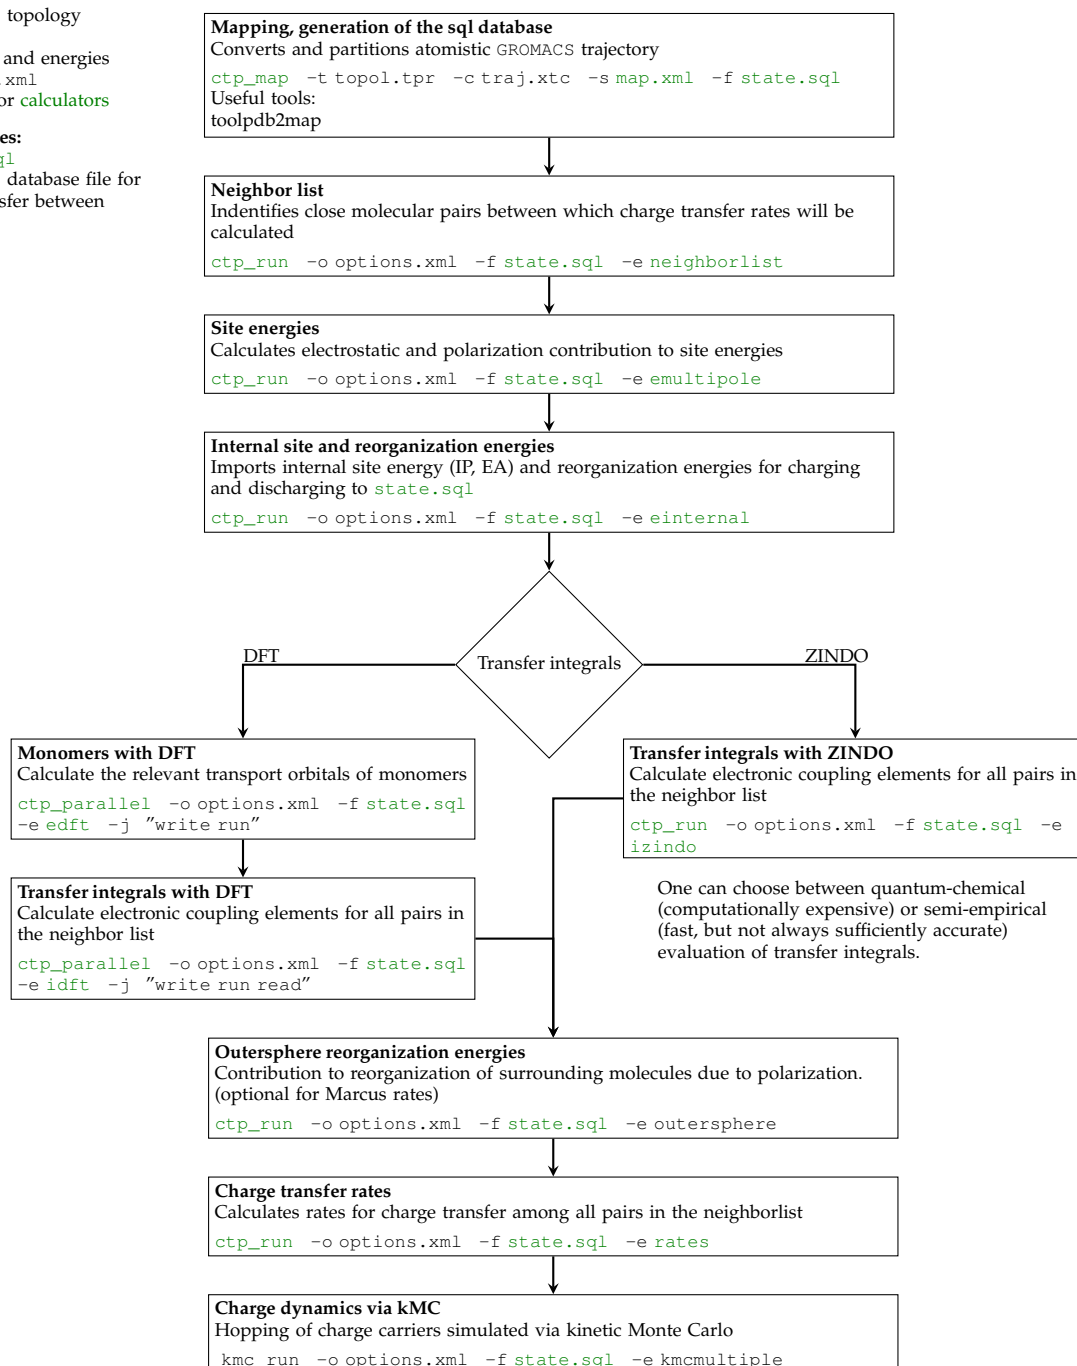 topology
and energies
.xml
or calculators
es:
ql
database file for
sfer between
Mapping, generation of the sql database
Converts and partitions atomistic GROMACS trajectory
ctp_map -t topol.tpr -c traj.xtc -s map.xml -f state.sql
Useful tools:
toolpdb2map
Neighbor list
Indentifies close molecular pairs between which charge transfer rates will be
calculated
ctp_run -o options.xml -f state.sql -e neighborlist
Site energies
Calculates electrostatic and polarization contribution to site energies
ctp_run -o options.xml -f state.sql -e emultipole
Internal site and reorganization energies
Imports internal site energy (IP, EA) and reorganization energies for charging
and discharging to state.sql
ctp_run -o options.xml -f state.sql -e einternal
Transfer integrals
DFT
ZINDO
Monomers with DFT
Calculate the relevant transport orbitals of monomers
ctp_parallel -o options.xml -f state.sql
-e edft -j "write run"
Transfer integrals with DFT
Calculate electronic coupling elements for all pairs in
the neighbor list
ctp_parallel -o options.xml -f state.sql
-e idft -j "write run read"
Transfer integrals with ZINDO
Calculate electronic coupling elements for all pairs in
the neighbor list
ctp_run -o options.xml -f state.sql -e
izindo
One can choose between quantum-chemical
(computationally expensive) or semi-empirical
(fast, but not always sufficiently accurate)
evaluation of transfer integrals.
Outersphere reorganization energies
Contribution to reorganization of surrounding molecules due to polarization.
(optional for Marcus rates)
ctp_run -o options.xml -f state.sql -e outersphere
Charge transfer rates
Calculates rates for charge transfer among all pairs in the neighborlist
ctp_run -o options.xml -f state.sql -e rates
Charge dynamics via kMC
Hopping of charge carriers simulated via kinetic Monte Carlo
kmc_run -o options.xml -f state.sql -e kmcmultiple